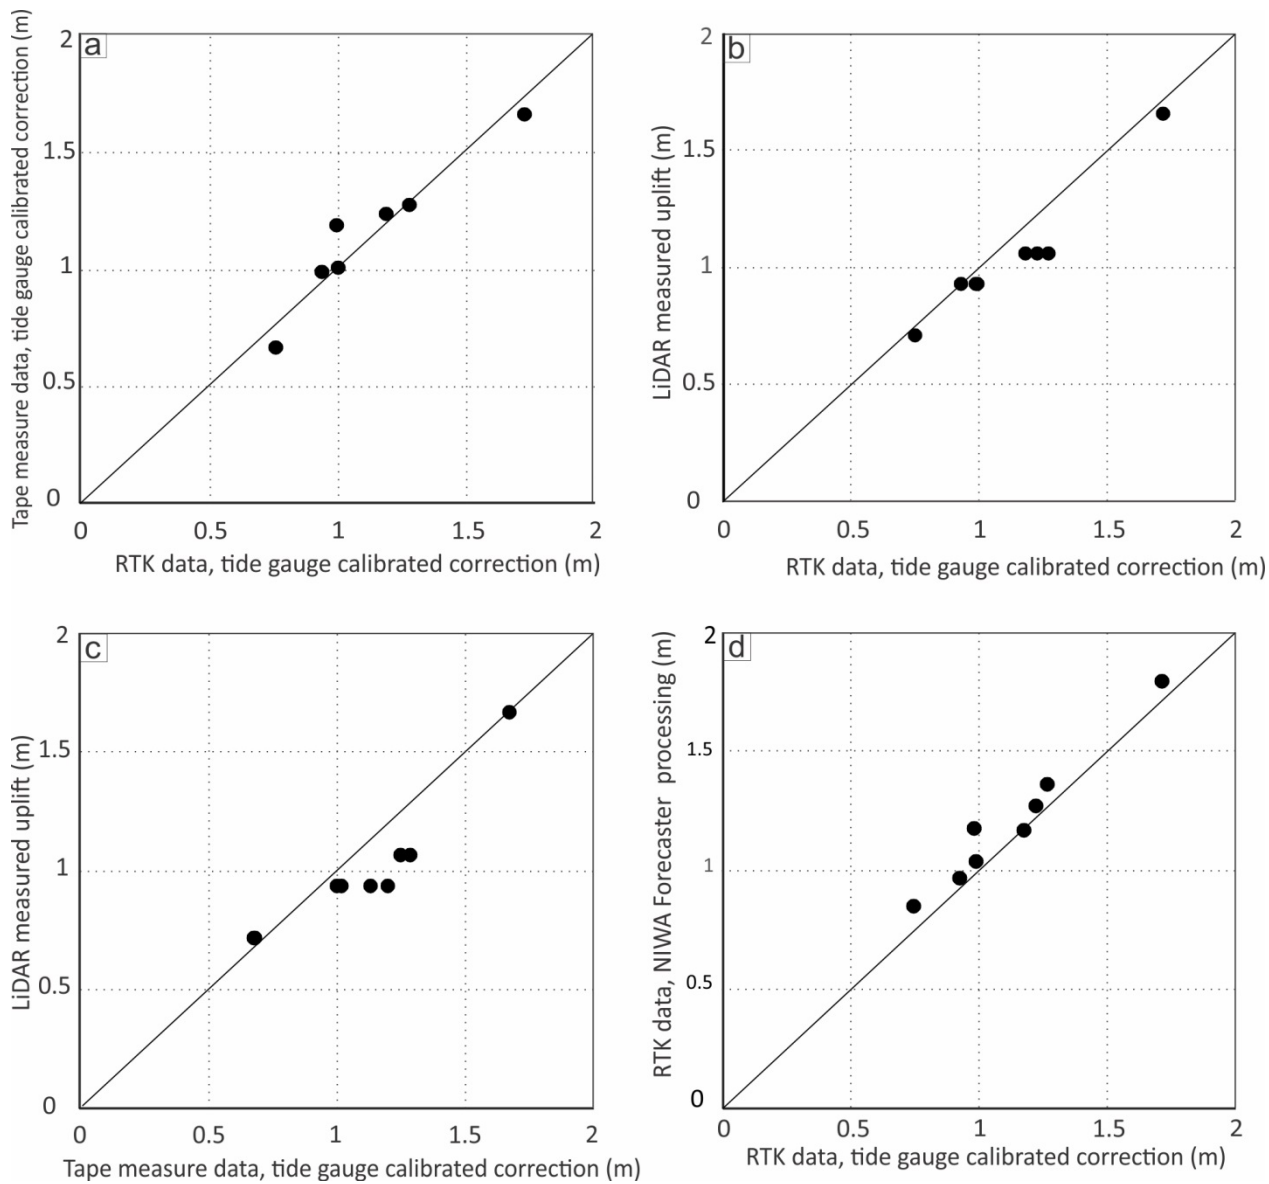 a
Tape measure data, tide gauge calibrated correction (m)
2
1.5
1
0.5
0
0 0.5 1 1.5 2
RTK data, tide gauge calibrated correction (m)
b
LiDAR measured uplift (m)
2
1.5
1
0.5
0
0 0.5 1 1.5 2
RTK data, tide gauge calibrated correction (m)
c
LiDAR measured uplift (m)
2
1.5
1
0.5
0
0 0.5 1 1.5 2
Tape measure data, tide gauge calibrated correction (m)
d
RTK data, NIWA Forecaster processing (m)
2
1.5
1
0.5
0
0 0.5 1 1.5 2
RTK data, tide gauge calibrated correction (m)